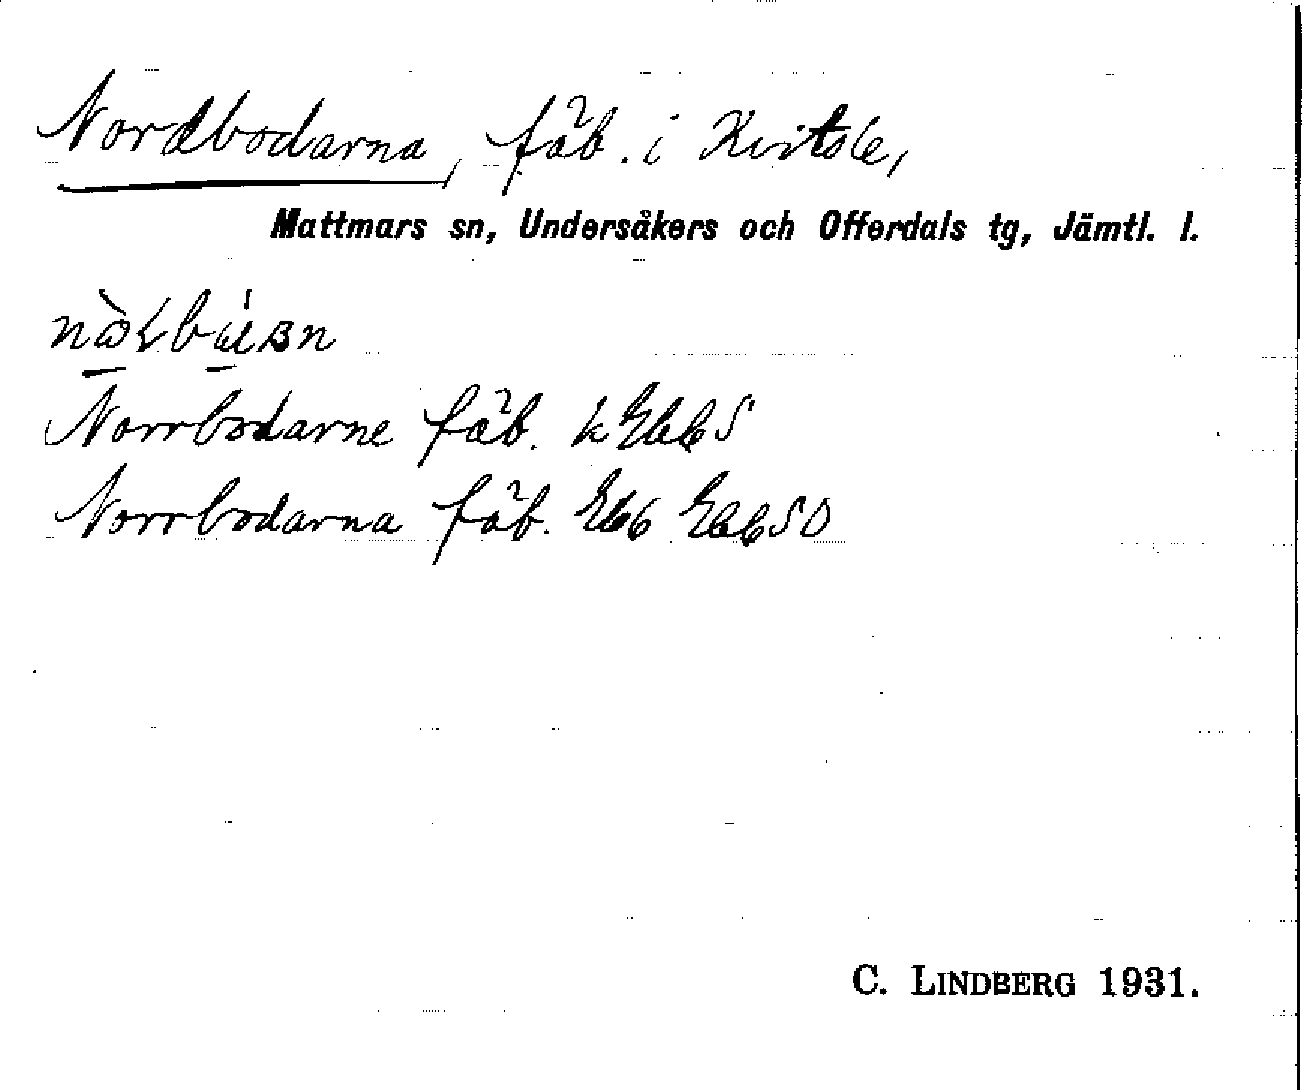 Nordbodarna, fäb. i Kvitsle,
Mattmars sn, Undersåkers och Offerdals tg, Jämtl. l.
Norrbodarne fäb.
Norrbodarna fäb.
C. LINDBERG 1931.